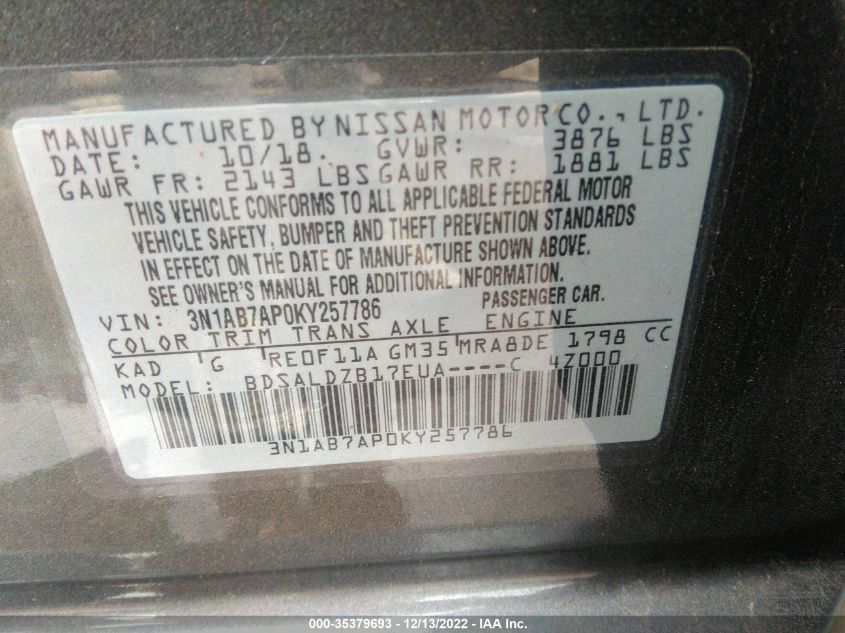 MANUFACTURED BY NISSAN MOTOR CO., LTD.
DATE: 10/18. GVWR: 3876 LBS
GAWR FR: 2143 LBS GAWR RR: 1881 LBS
THIS VEHICLE CONFORMS TO ALL APPLICABLE FEDERAL MOTOR
VEHICLE SAFETY, BUMPER AND THEFT PREVENTION STANDARDS
IN EFFECT ON THE DATE OF MANUFACTURE SHOWN ABOVE.
SEE OWNER'S MANUAL FOR ADDITIONAL INFORMATION.
VIN: 3N1AB7AP0KY257786 PASSENGER CAR.
COLOR TRIM TRANS AXLE ENGINE
KAD G RE0F11A GM35 MRA8DE 1798 CC
MODEL: BDSALDZB17EUA----C 4Z000
3N1AB7AP0KY257786
000-35379693 - 12/13/2022 - IAA Inc.